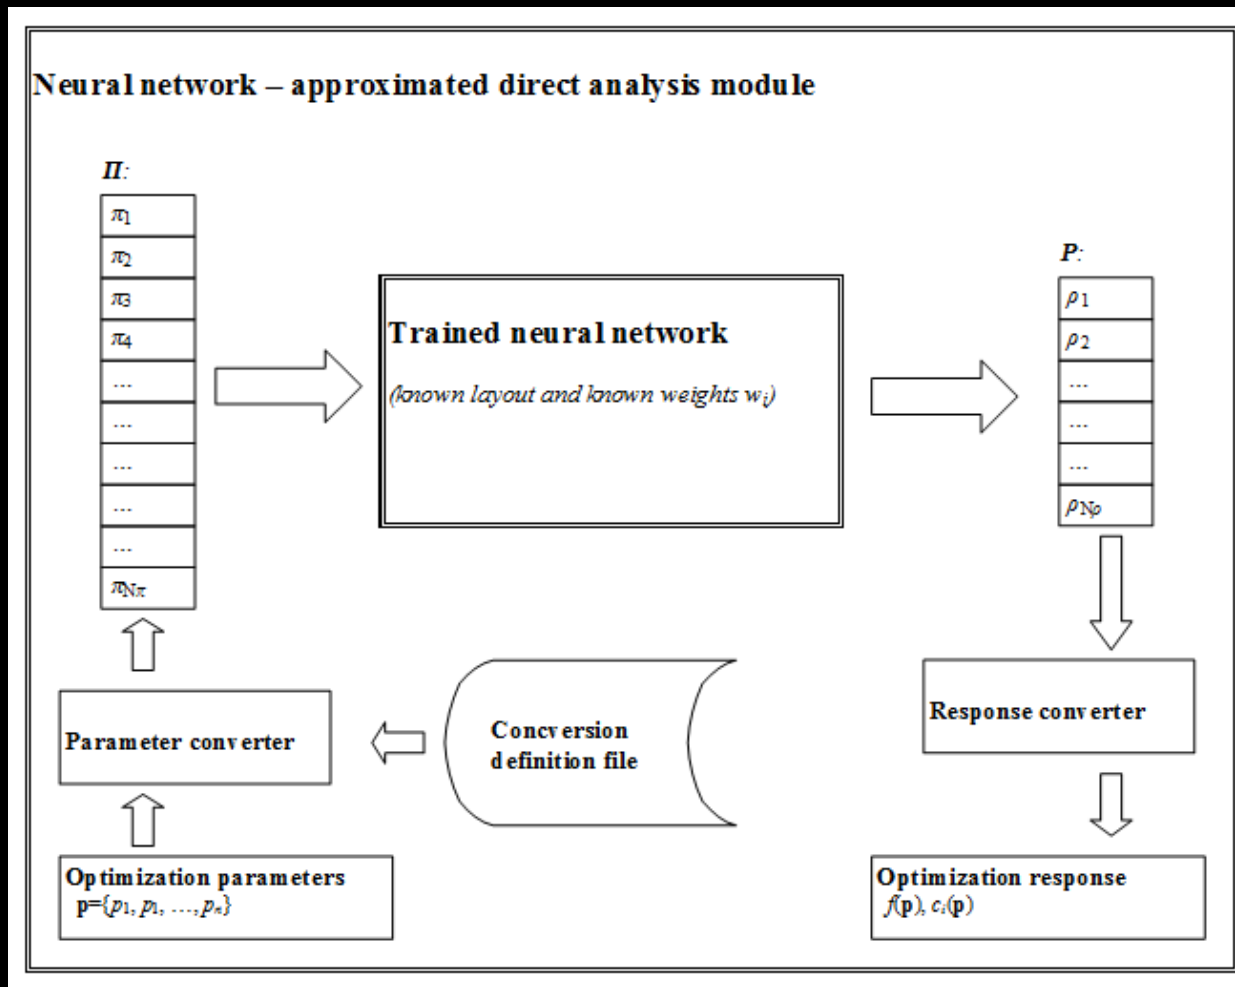 Neural network – approximated direct analysis module
Π:
π1
π2
π3
π4
...
...
...
...
...
πNπ
Trained neural network
(known layout and known weights wi)
P:
ρ1
ρ2
...
...
...
ρNρ
Parameter converter
Concversion
definition file
Response converter
Optimization parameters
p={p1, p1, ..., pn}
Optimization response
f(p), ci(p)